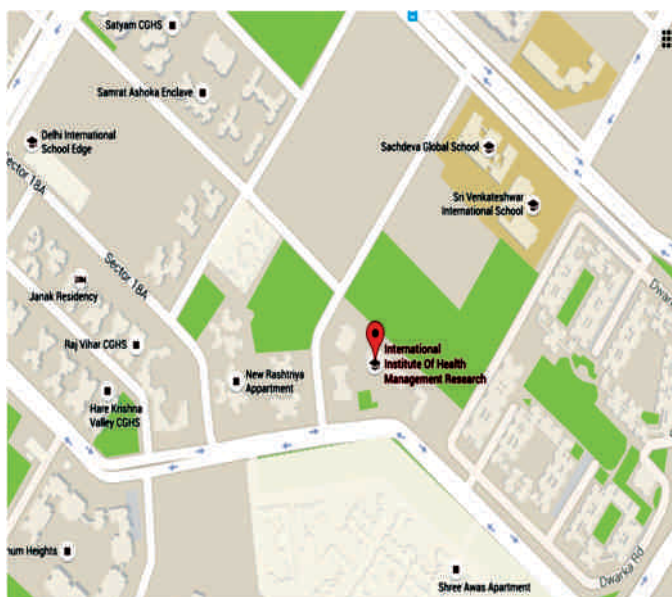 Satyam CGHS
Samrat Ashoka Enclave
Delhi International
School Edge
Sachdeva Global School
Sector 18A
Sri Venkateshwar
International School
Sector 18A
Janak Residency
Dwar
Raj Vihar CGHS
International
Institute Of Health
Management Research
New Rashtriya
Appartment
Hare Krishna
Valley CGHS
num Heights
Dwarka Rd
Shree Awas Apartment